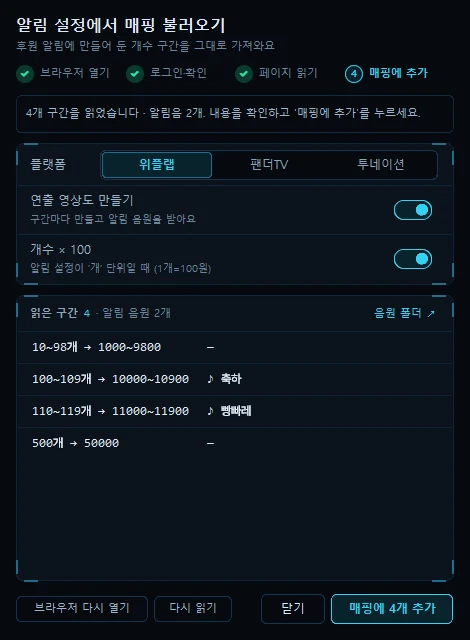 알림 설정에서 매핑 불러오기
후원 알림에 만들어 둔 개수 구간을 그대로 가져와요
브라우저 열기 로그인·확인 페이지 읽기 4 매핑에 추가
4개 구간을 읽었습니다 · 알림음 2개. 내용을 확인하고 '매핑에 추가'를 누르세요.
플랫폼 위플랩 팬더TV 투네이션
연출 영상도 만들기
구간마다 만들고 알림 음원을 받아요
개수 × 100
알림 설정이 '개' 단위일 때 (1개=100원)
읽은 구간 4 · 알림 음원 2개 음원 폴더 ↗
10~98개 → 1000~9800 —
100~109개 → 10000~10900 ♪ 축하
110~119개 → 11000~11900 ♪ 빵빠레
500개 → 50000 —
브라우저 다시 열기 다시 읽기 닫기 매핑에 4개 추가